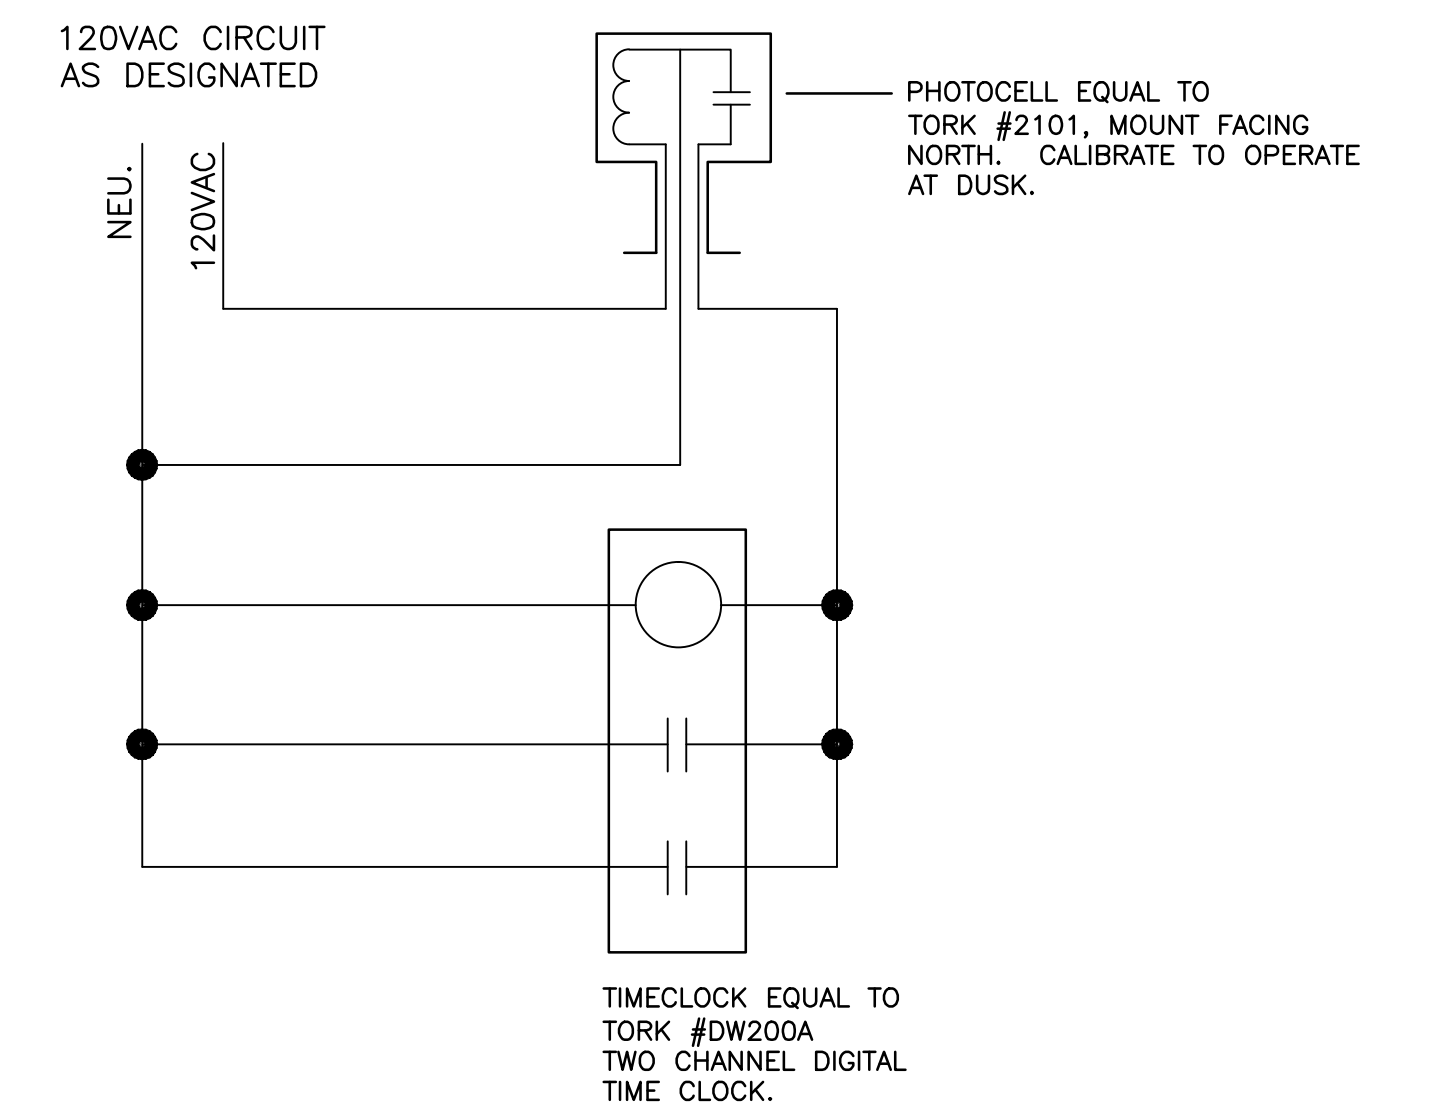 120VAC CIRCUIT
AS DESIGNATED
NEU.
120VAC
PHOTOCELL EQUAL TO
TORK #2101, MOUNT FACING
NORTH. CALIBRATE TO OPERATE
AT DUSK.
TIMECLOCK EQUAL TO
TORK #DW200A
TWO CHANNEL DIGITAL
TIME CLOCK.